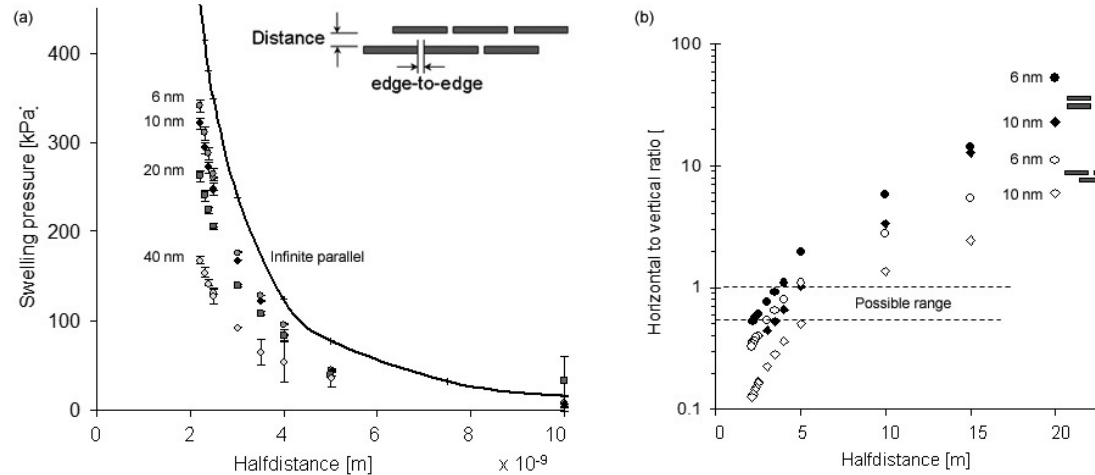 (a)
400
300
200
100
0
Swelling pressure [kPa]
6 nm
10 nm
20 nm
40 nm
Distance
edge-to-edge
Infinite parallel
0
2
4
6
8
10
Halfdistance [m]
x 10⁻⁹
(b)
100
10
1
0.1
Horizontal to vertical ratio [
6 nm
10 nm
6 nm
10 nm
Possible range
0
5
10
15
20
Halfdistance [m]